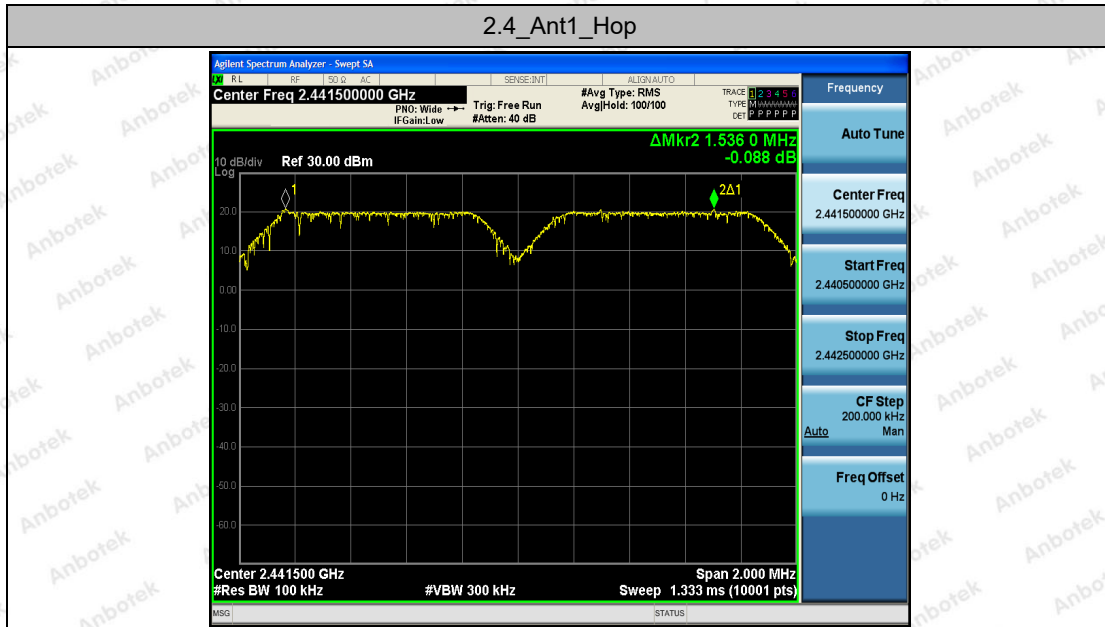 2.4_Ant1_Hop
Agilent Spectrum Analyzer - Swept SA
LXI RL RF 50 Ω AC SENSE:INT ALIGNAUTO
Center Freq 2.441500000 GHz
PNO: Wide
IFGain:Low
Trig: Free Run
#Atten: 40 dB
#Avg Type: RMS
Avg|Hold: 100/100
TRACE 1 2 3 4 5 6
TYPE M
DET P P P P P P
ΔMkr2 1.536 0 MHz
-0.088 dB
10 dB/div Ref 30.00 dBm
Log
1
2Δ1
20.0
10.0
0.00
-10.0
-20.0
-30.0
-40.0
-50.0
-60.0
Center 2.441500 GHz Span 2.000 MHz
#Res BW 100 kHz #VBW 300 kHz Sweep 1.333 ms (10001 pts)
MSG STATUS
Frequency
Auto Tune
Center Freq
2.441500000 GHz
Start Freq
2.440500000 GHz
Stop Freq
2.442500000 GHz
CF Step
200.000 kHz
Auto Man
Freq Offset
0 Hz
Anbotek